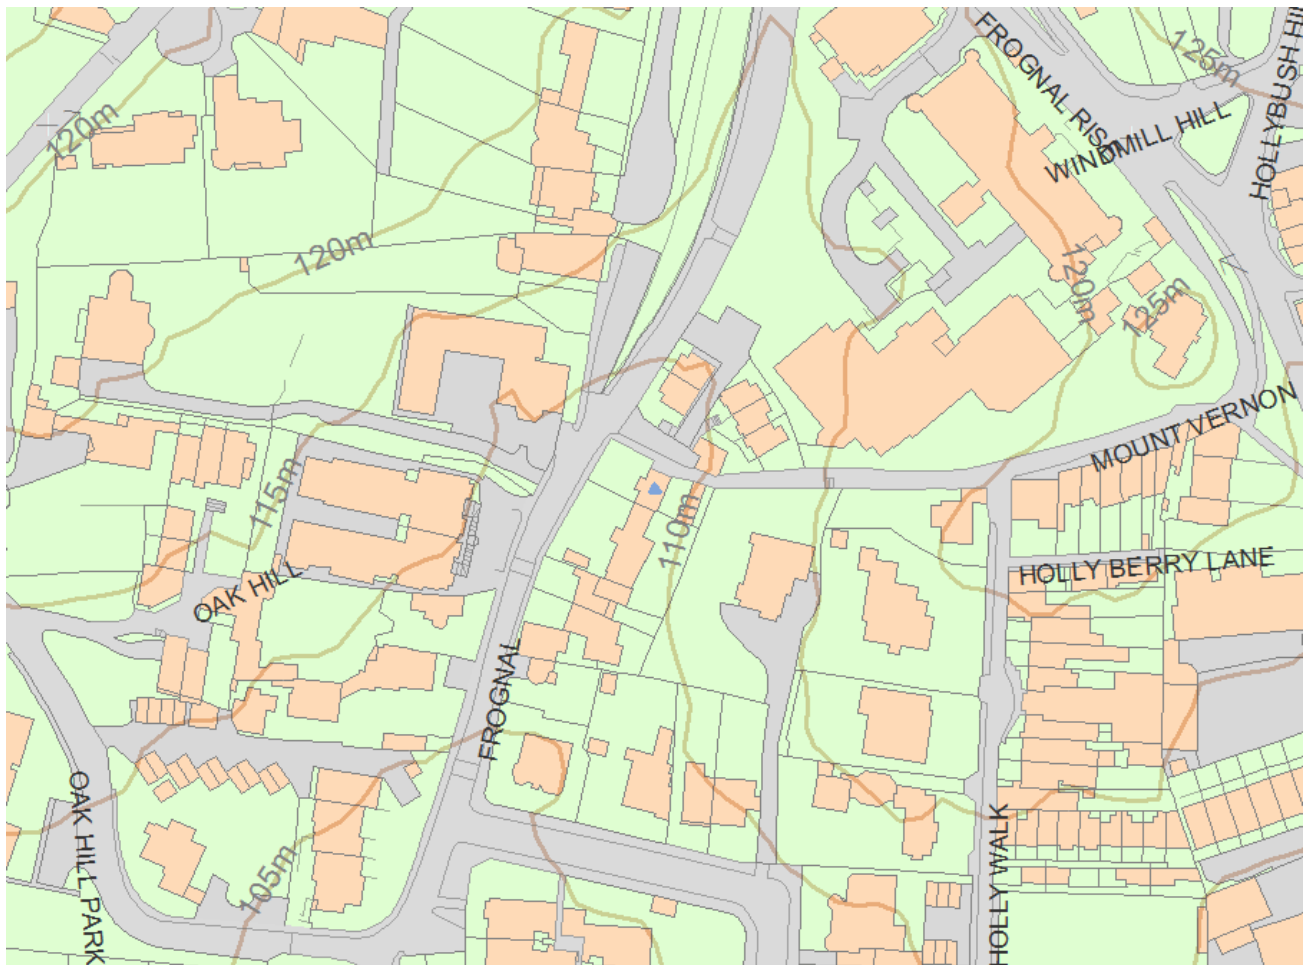 FROGNAL RISE
125m
HOLLYBUSH HI
120m
WINDMILL HILL
120m
120m
125m
MOUNT VERNON
115m
110m
HOLLY BERRY LANE
OAK HILL
FROGNAL
OAK HILL PARK
HOLLY WALK
105m